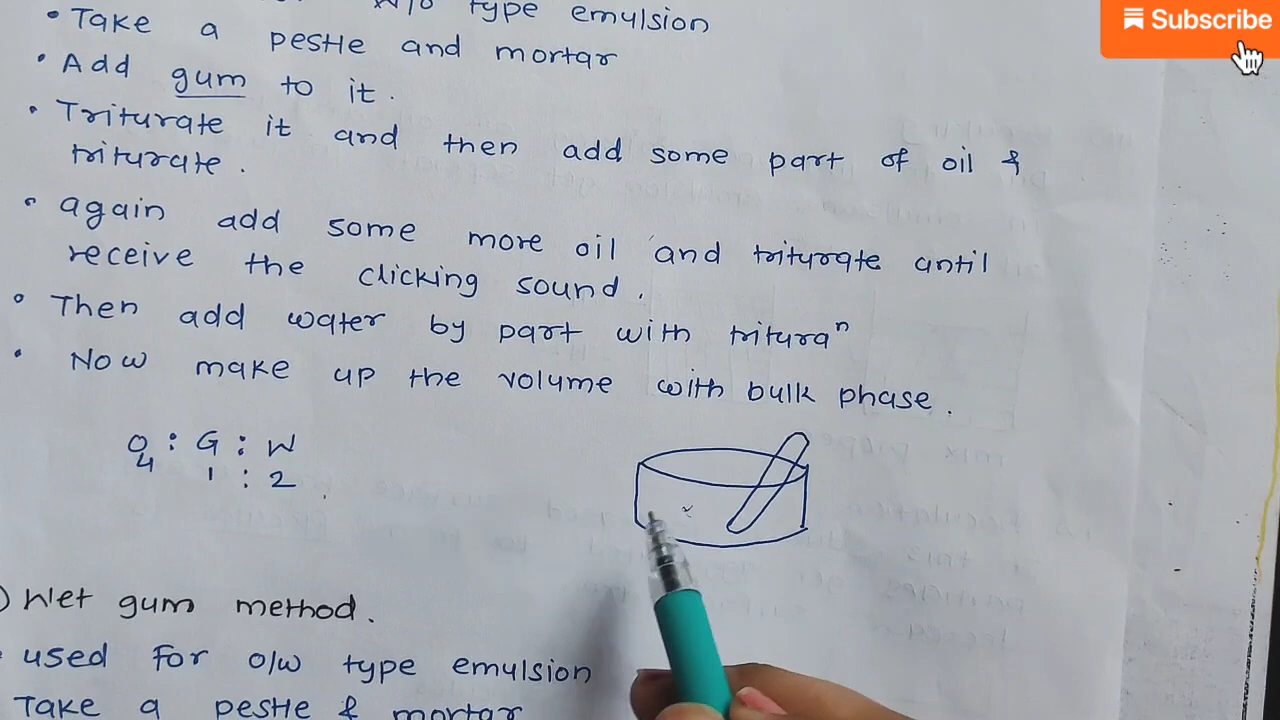 W/o type emulsion
• Take a pestle and mortar
• Add gum to it.
• Triturate it and then add some part of oil &
triturate.
• again add some more oil and triturate until
receive the clicking sound.
• Then add water by part with trituraⁿ
• Now make up the volume with bulk phase.
O : G : W
4 1 : 2
) Wet gum method.
• used for o/w type emulsion
Take a pestle & mortar
Subscribe